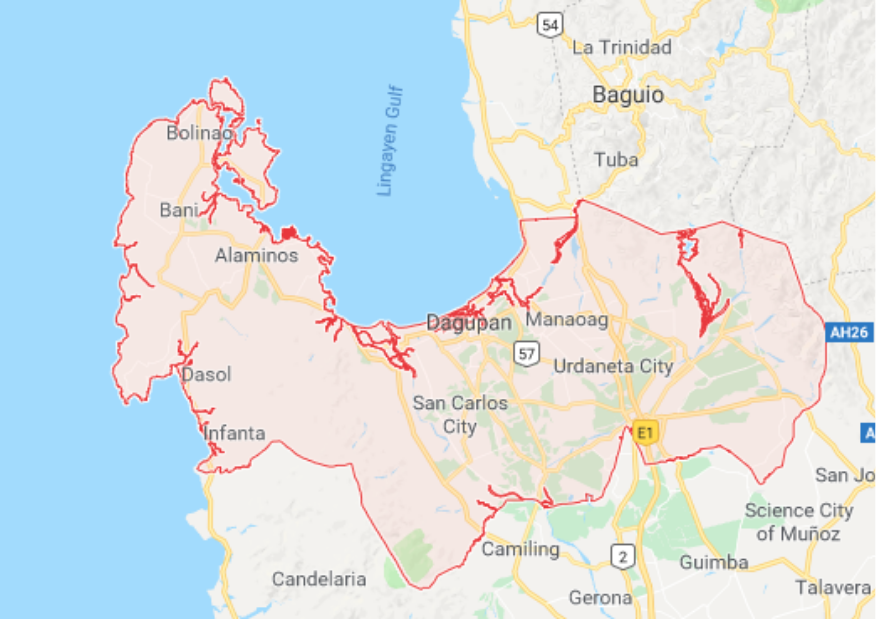 54
La Trinidad
Baguio
Lingayen Gulf
Bolinao
Tuba
Bani
Alaminos
Dagupan
Manaoag
AH26
57
Urdaneta City
Dasol
San Carlos
City
Infanta
E1
A
San Jo
Science City
of Muñoz
Camiling
2
Guimba
Candelaria
Talavera
Gerona